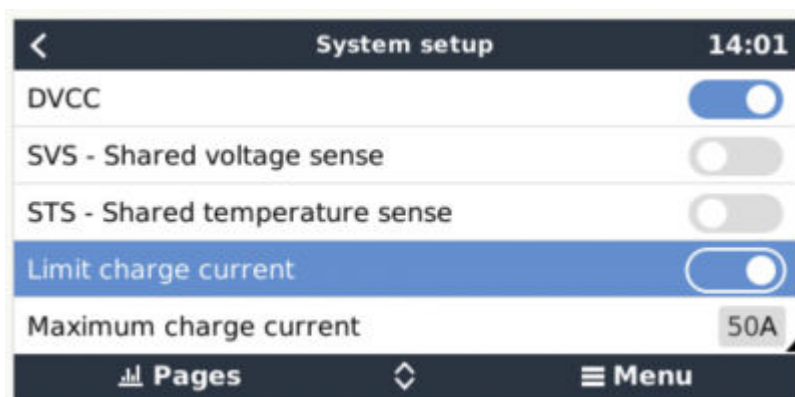 System setup 14:01
DVCC
SVS - Shared voltage sense
STS - Shared temperature sense
Limit charge current
Maximum charge current 50A
Pages Menu